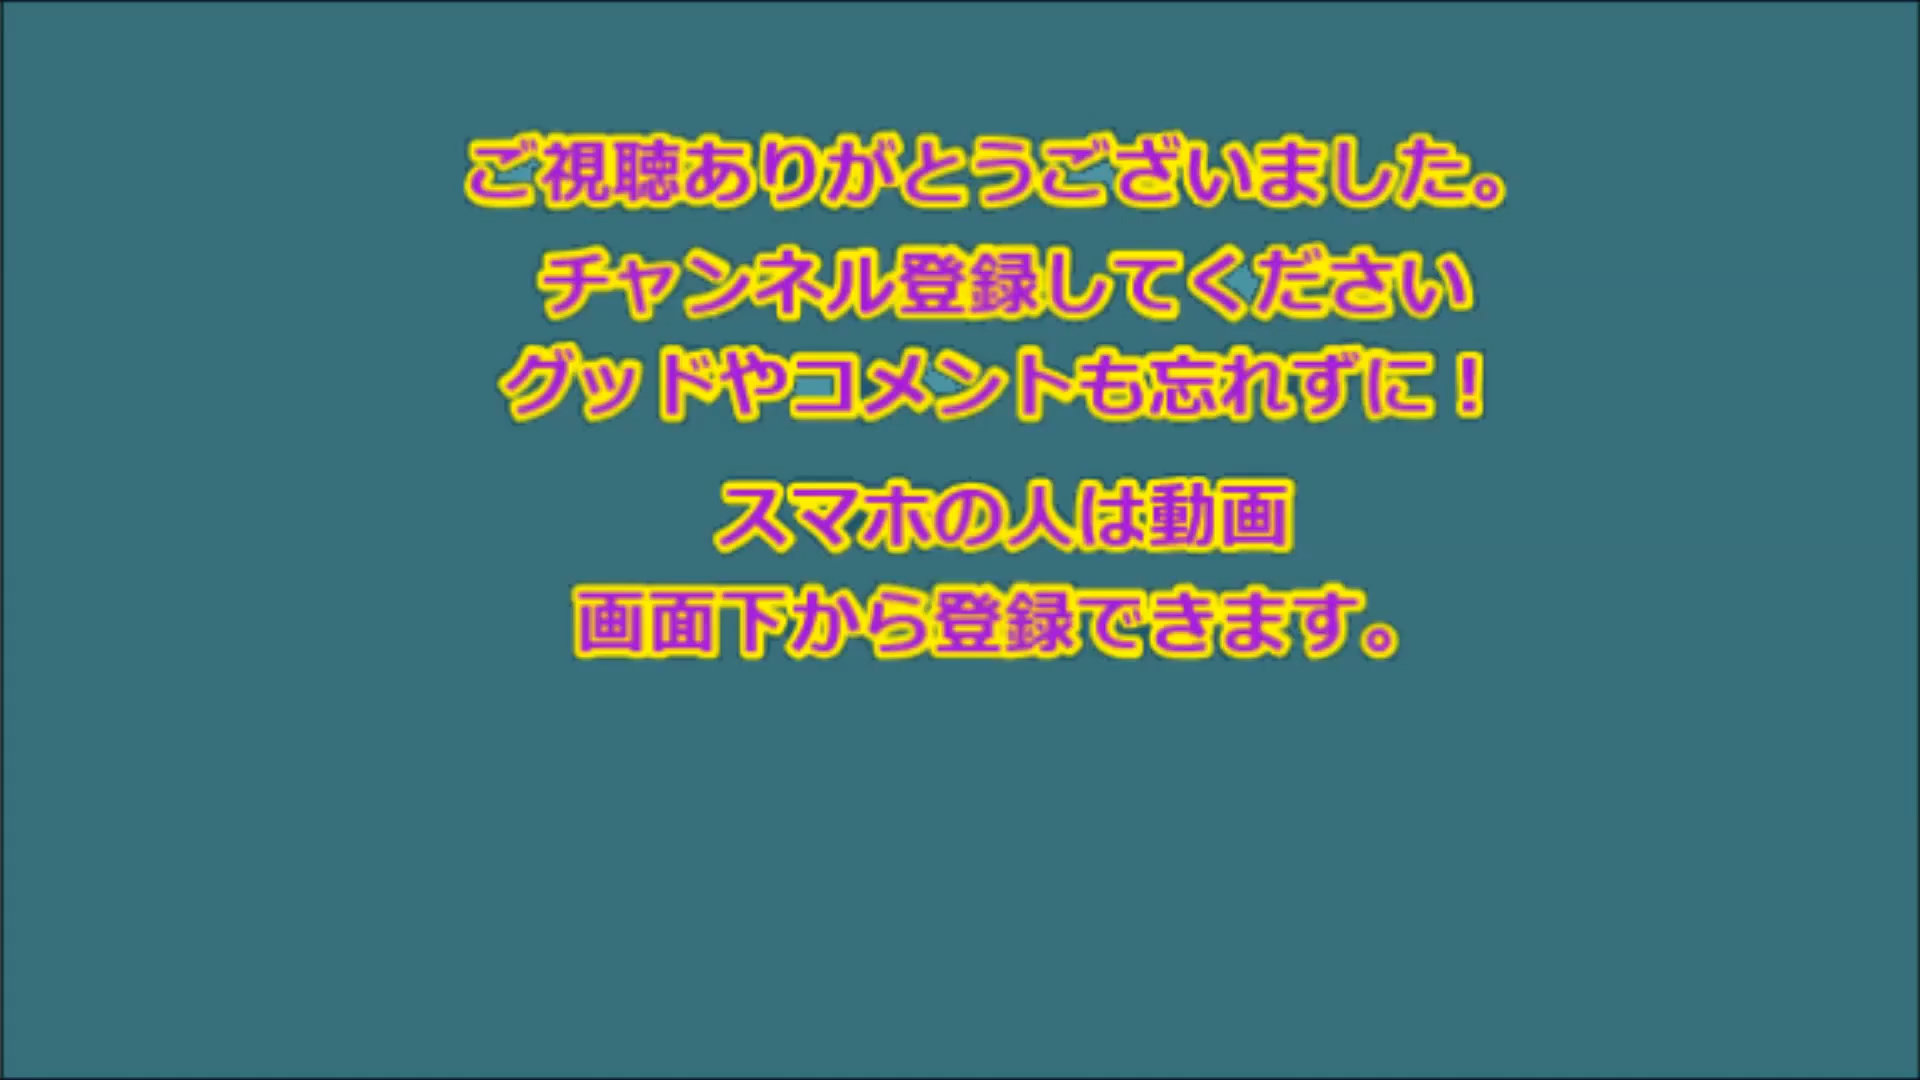 ご視聴ありがとうございました。
チャンネル登録してください
グッドやコメントも忘れずに！
スマホの人は動画
画面下から登録できます。